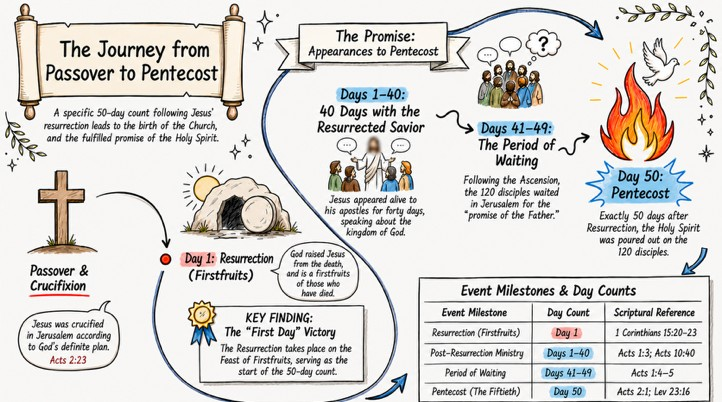 The Journey from
Passover to Pentecost
A specific 50-day count following Jesus'
resurrection leads to the birth of the Church,
and the fulfilled promise of the Holy Spirit.
Passover &
Crucifixion
Jesus was crucified
in Jerusalem according
to God's definite plan.
Acts 2:23
Day 1: Resurrection
(Firstfruits)
God raised Jesus
from the death,
and is a firstfruits
of those who
have died.
KEY FINDING:
The "First Day" Victory
The Resurrection takes place on the
Feast of Firstfruits, serving as the
start of the 50-day count.
The Promise:
Appearances to Pentecost
Days 1–40:
40 Days with the
Resurrected Savior
Jesus appeared alive to
his apostles for forty days,
speaking about the
kingdom of God.
?
Days 41–49:
The Period of
Waiting
Following the Ascension,
the 120 disciples waited
in Jerusalem for the
"promise of the Father."
Day 50:
Pentecost
Exactly 50 days after
Resurrection, the Holy Spirit
was poured out on the
120 disciples.
Event Milestones & Day Counts
Event Milestone Day Count Scriptural Reference
Resurrection (Firstfruits) Day 1 1 Corinthians 15:20–23
Post-Resurrection Ministry Days 1–40 Acts 1:3; Acts 10:40
Period of Waiting Days 41–49 Acts 1:4–5
Pentecost (The Fiftieth) Day 50 Acts 2:1; Lev 23:16